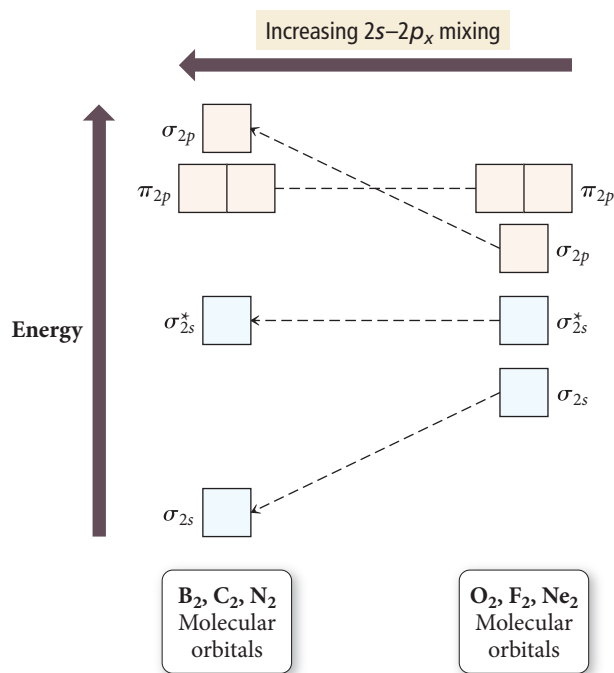 Increasing 2s–2pₓ mixing
σ₂ₚ
π₂ₚ
π₂ₚ
σ₂ₚ
Energy
σ*₂ₛ
σ*₂ₛ
σ₂ₛ
σ₂ₛ
B₂, C₂, N₂
Molecular
orbitals
O₂, F₂, Ne₂
Molecular
orbitals